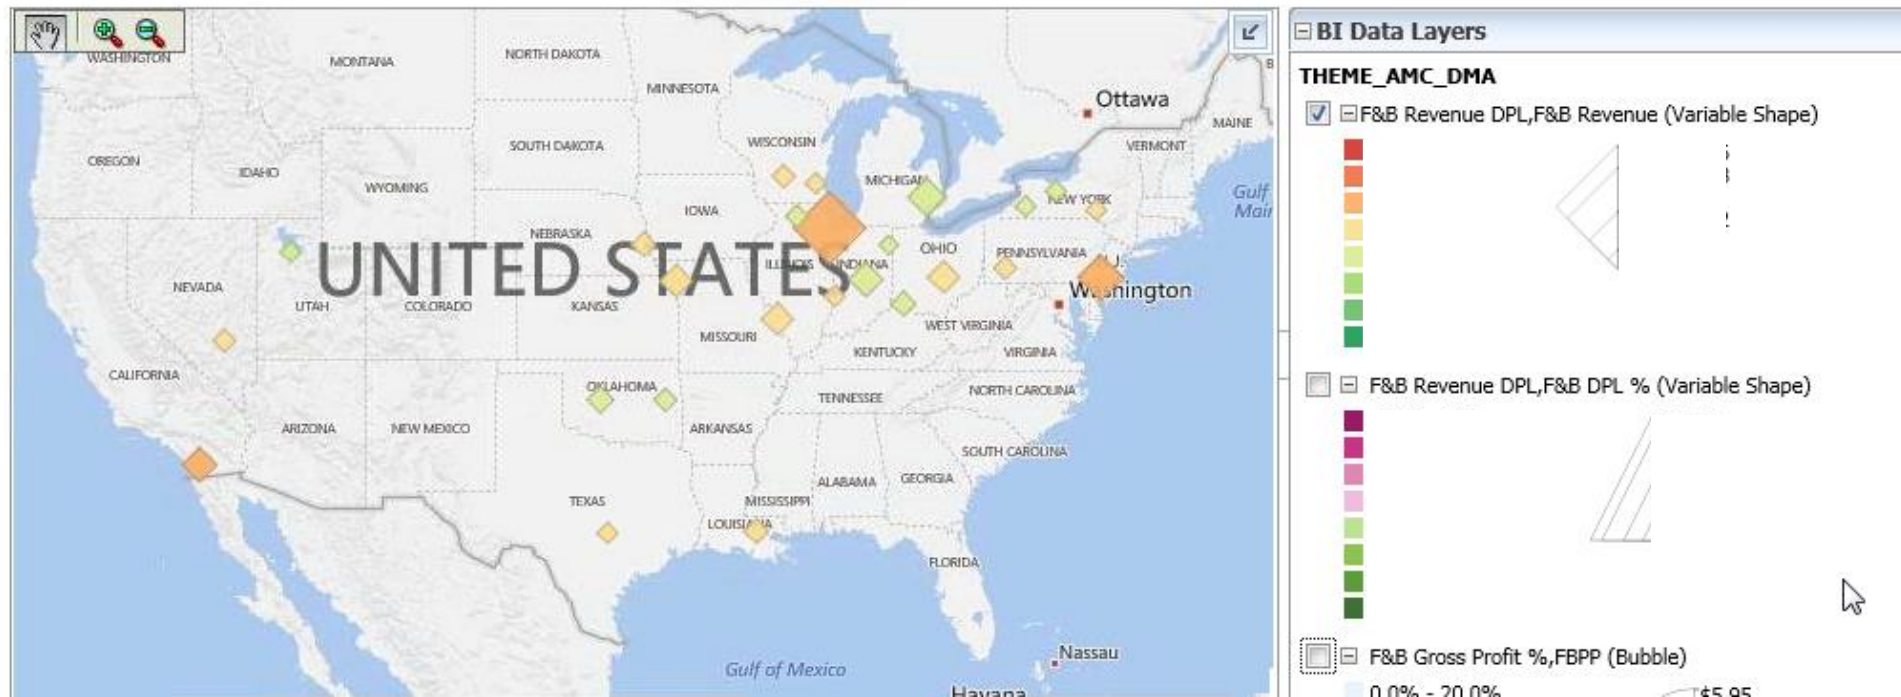 WASHINGTON
MONTANA
NORTH DAKOTA
MINNESOTA
Ottawa
MAINE
OREGON
IDAHO
WYOMING
SOUTH DAKOTA
WISCONSIN
MICHIGAN
VERMONT
NEW YORK
Gulf
IOWA
NEBRASKA
OHIO
PENNSYLVANIA
UNITED STATES
ILLINOIS
INDIANA
NEVADA
UTAH
COLORADO
KANSAS
Washington
MISSOURI
WEST VIRGINIA
KENTUCKY
VIRGINIA
CALIFORNIA
OKLAHOMA
TENNESSEE
NORTH CAROLINA
ARIZONA
NEW MEXICO
ARKANSAS
SOUTH CAROLINA
ALABAMA
GEORGIA
TEXAS
MISSISSIPPI
LOUISIANA
FLORIDA
Gulf of Mexico
Nassau
Havana
BI Data Layers
THEME_AMC_DMA
F&B Revenue DPL,F&B Revenue (Variable Shape)
F&B Revenue DPL,F&B DPL % (Variable Shape)
F&B Gross Profit %,FBPP (Bubble)
0.0% - 20.0% $5.95